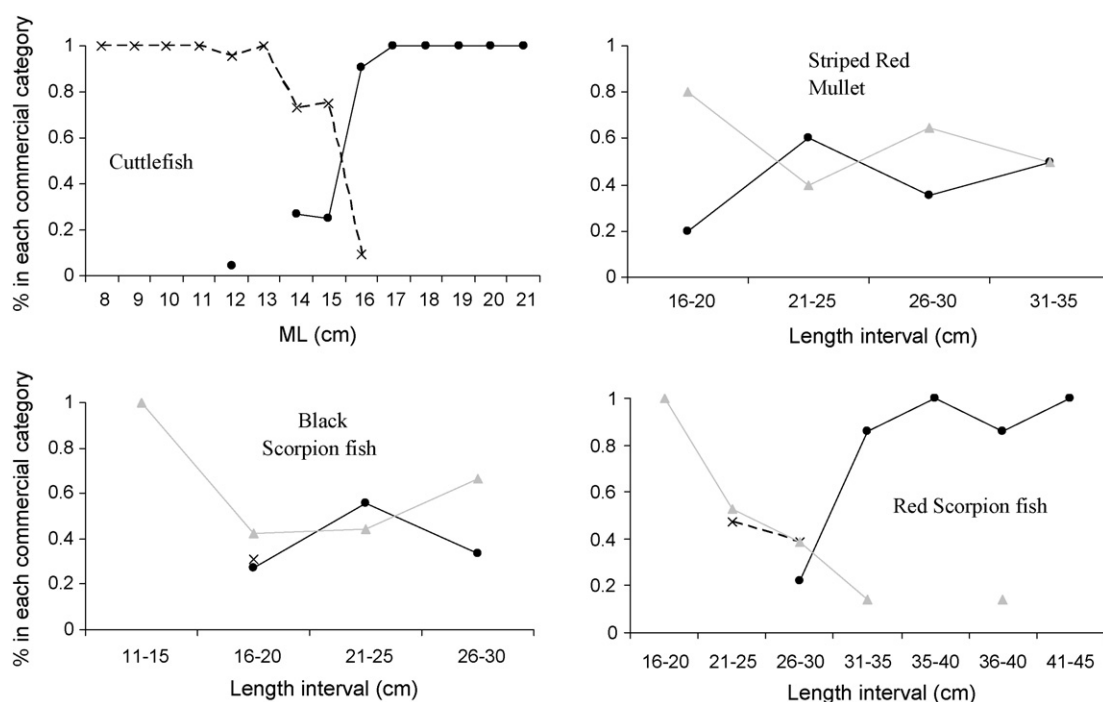 % in each commercial category
1
0.8
0.6
0.4
0.2
0
Cuttlefish
8 9 10 11 12 13 14 15 16 17 18 19 20 21
ML (cm)
1
0.8
0.6
0.4
0.2
0
Striped Red
Mullet
16-20 21-25 26-30 31-35
Length interval (cm)
% in each commercial category
1
0.8
0.6
0.4
0.2
0
Black
Scorpion fish
11-15 16-20 21-25 26-30
Length interval (cm)
1
0.8
0.6
0.4
0.2
0
Red Scorpion fish
16-20 21-25 26-30 31-35 35-40 36-40 41-45
Length interval (cm)